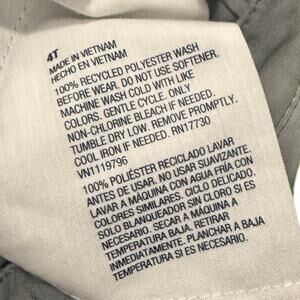 4T
MADE IN VIETNAM
HECHO EN VIETNAM
100% RECYCLED POLYESTER WASH
BEFORE WEAR. DO NOT USE SOFTENER.
MACHINE WASH COLD WITH LIKE
COLORS. GENTLE CYCLE. ONLY
NON-CHLORINE BLEACH IF NEEDED.
TUMBLE DRY LOW. REMOVE PROMPTLY.
COOL IRON IF NEEDED. RN17730
VN1119796
100% POLIÉSTER RECICLADO LAVAR
ANTES DE USAR. NO USAR SUAVIZANTE.
LAVAR A MÁQUINA CON AGUA FRÍA CON
COLORES SIMILARES. CICLO DELICADO.
SOLO BLANQUEADOR SIN CLORO SI ES
NECESARIO. SECAR A MÁQUINA A
TEMPERATURA BAJA. RETIRAR
INMEDIATAMENTE. PLANCHAR A BAJA
TEMPERATURA SI ES NECESARIO.